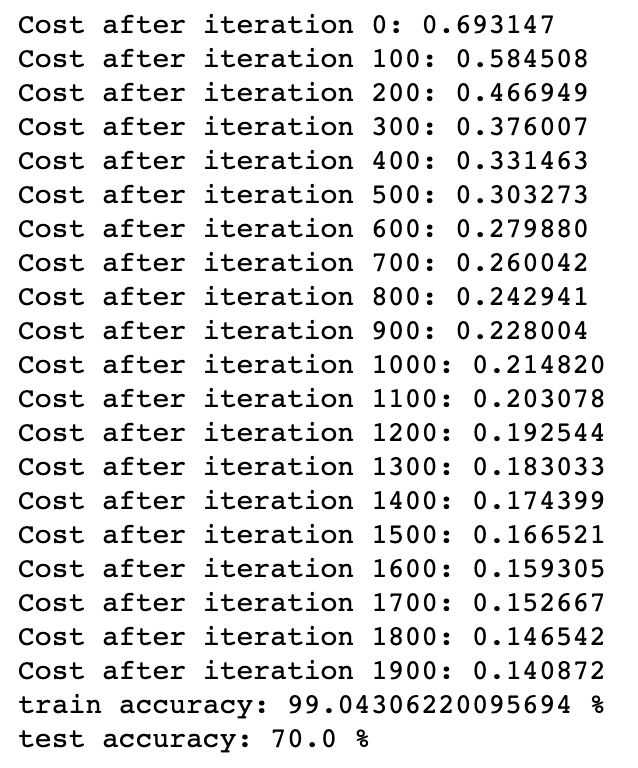 Cost after iteration 0: 0.693147
Cost after iteration 100: 0.584508
Cost after iteration 200: 0.466949
Cost after iteration 300: 0.376007
Cost after iteration 400: 0.331463
Cost after iteration 500: 0.303273
Cost after iteration 600: 0.279880
Cost after iteration 700: 0.260042
Cost after iteration 800: 0.242941
Cost after iteration 900: 0.228004
Cost after iteration 1000: 0.214820
Cost after iteration 1100: 0.203078
Cost after iteration 1200: 0.192544
Cost after iteration 1300: 0.183033
Cost after iteration 1400: 0.174399
Cost after iteration 1500: 0.166521
Cost after iteration 1600: 0.159305
Cost after iteration 1700: 0.152667
Cost after iteration 1800: 0.146542
Cost after iteration 1900: 0.140872
train accuracy: 99.04306220095694 %
test accuracy: 70.0 %